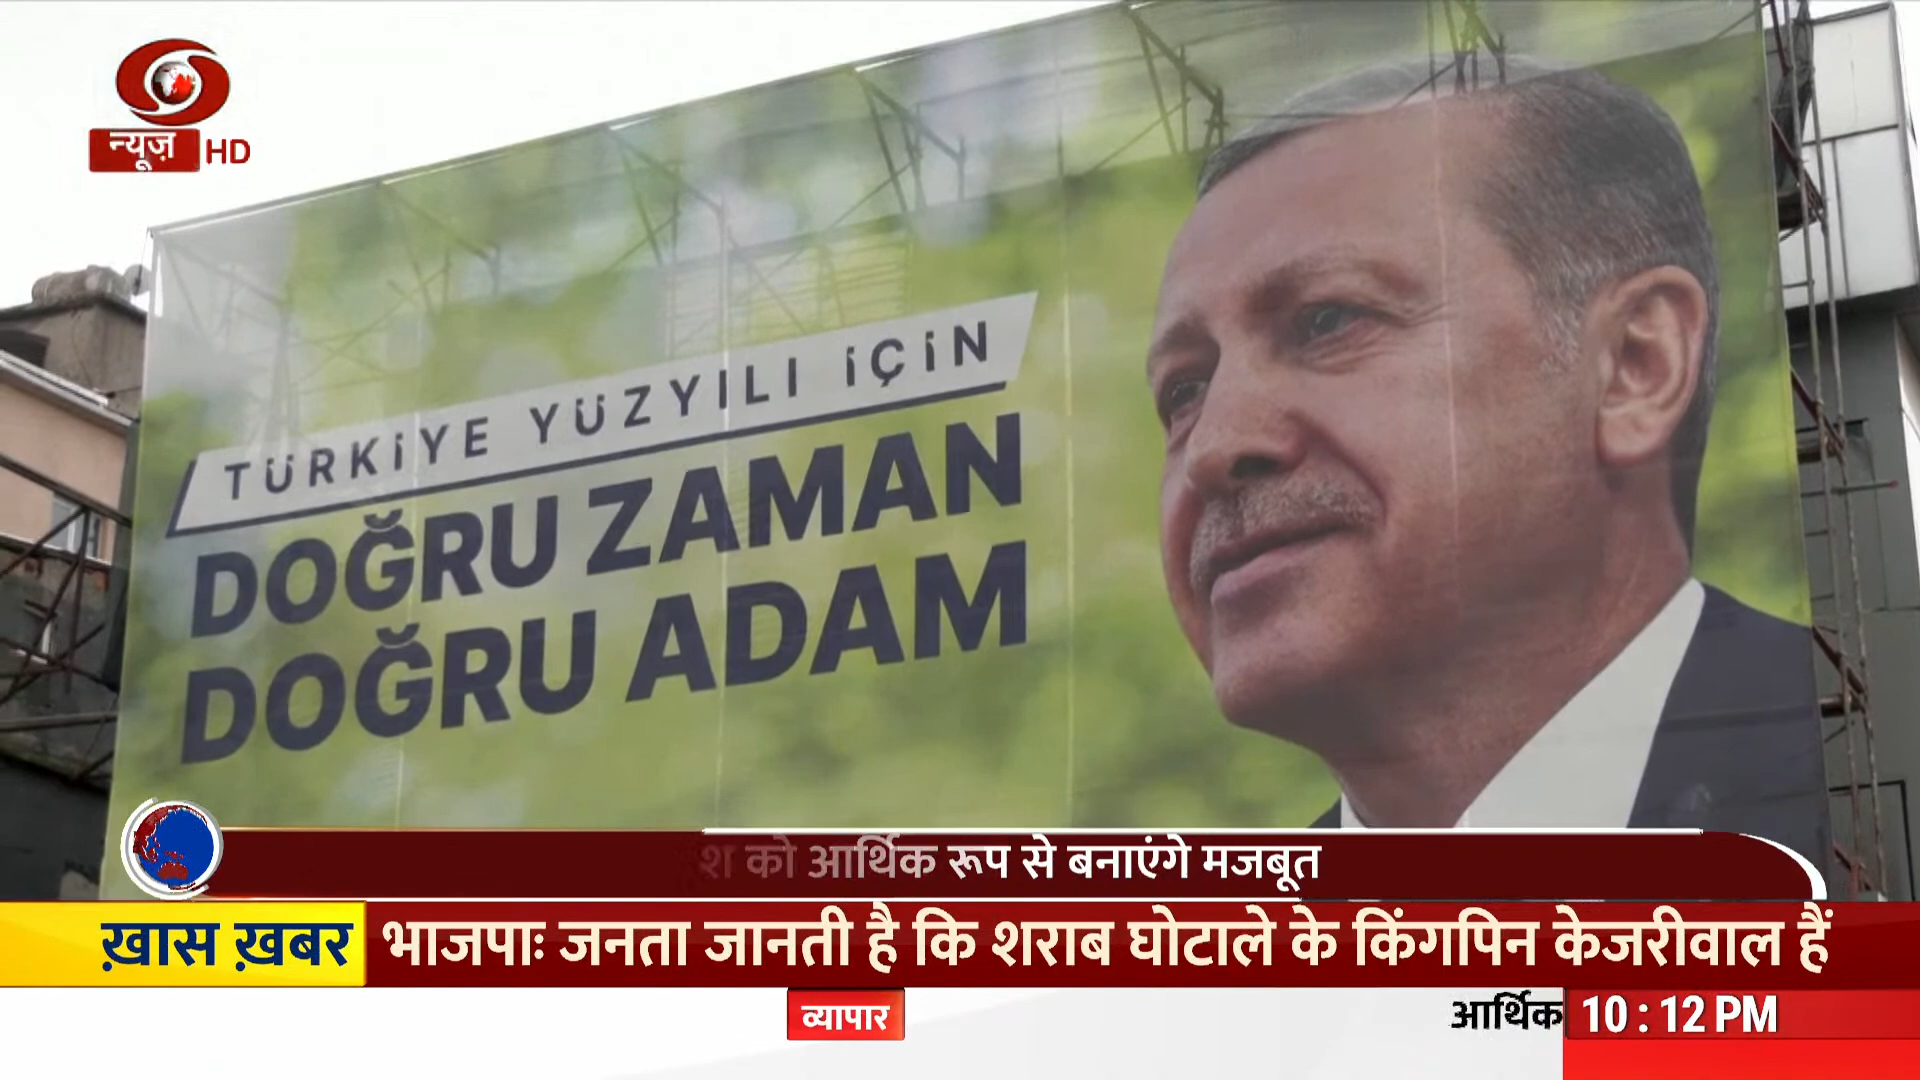 न्यूज़ HD
TÜRKİYE YÜZYILI İÇİN
DOĞRU ZAMAN
DOĞRU ADAM
को आर्थिक रूप से बनाएंगे मजबूत
ख़ास ख़बर भाजपाः जनता जानती है कि शराब घोटाले के किंगपिन केजरीवाल हैं
व्यापार आर्थिक 10 : 12 PM